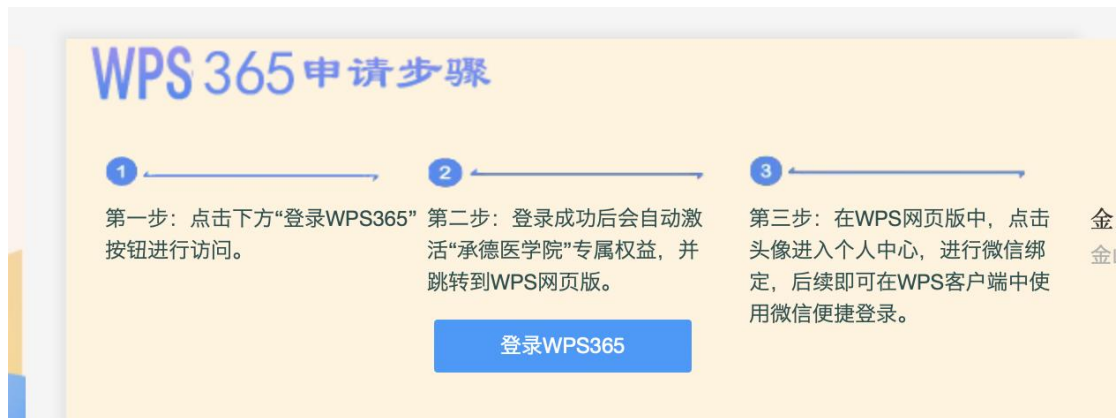 WPS 365申请步骤
1
第一步：点击下方“登录WPS365”
按钮进行访问。
2
第二步：登录成功后会自动激
活“承德医学院”专属权益，并
跳转到WPS网页版。
3
第三步：在WPS网页版中，点击
头像进入个人中心，进行微信绑
定，后续即可在WPS客户端中使
用微信便捷登录。
登录WPS365
金
金